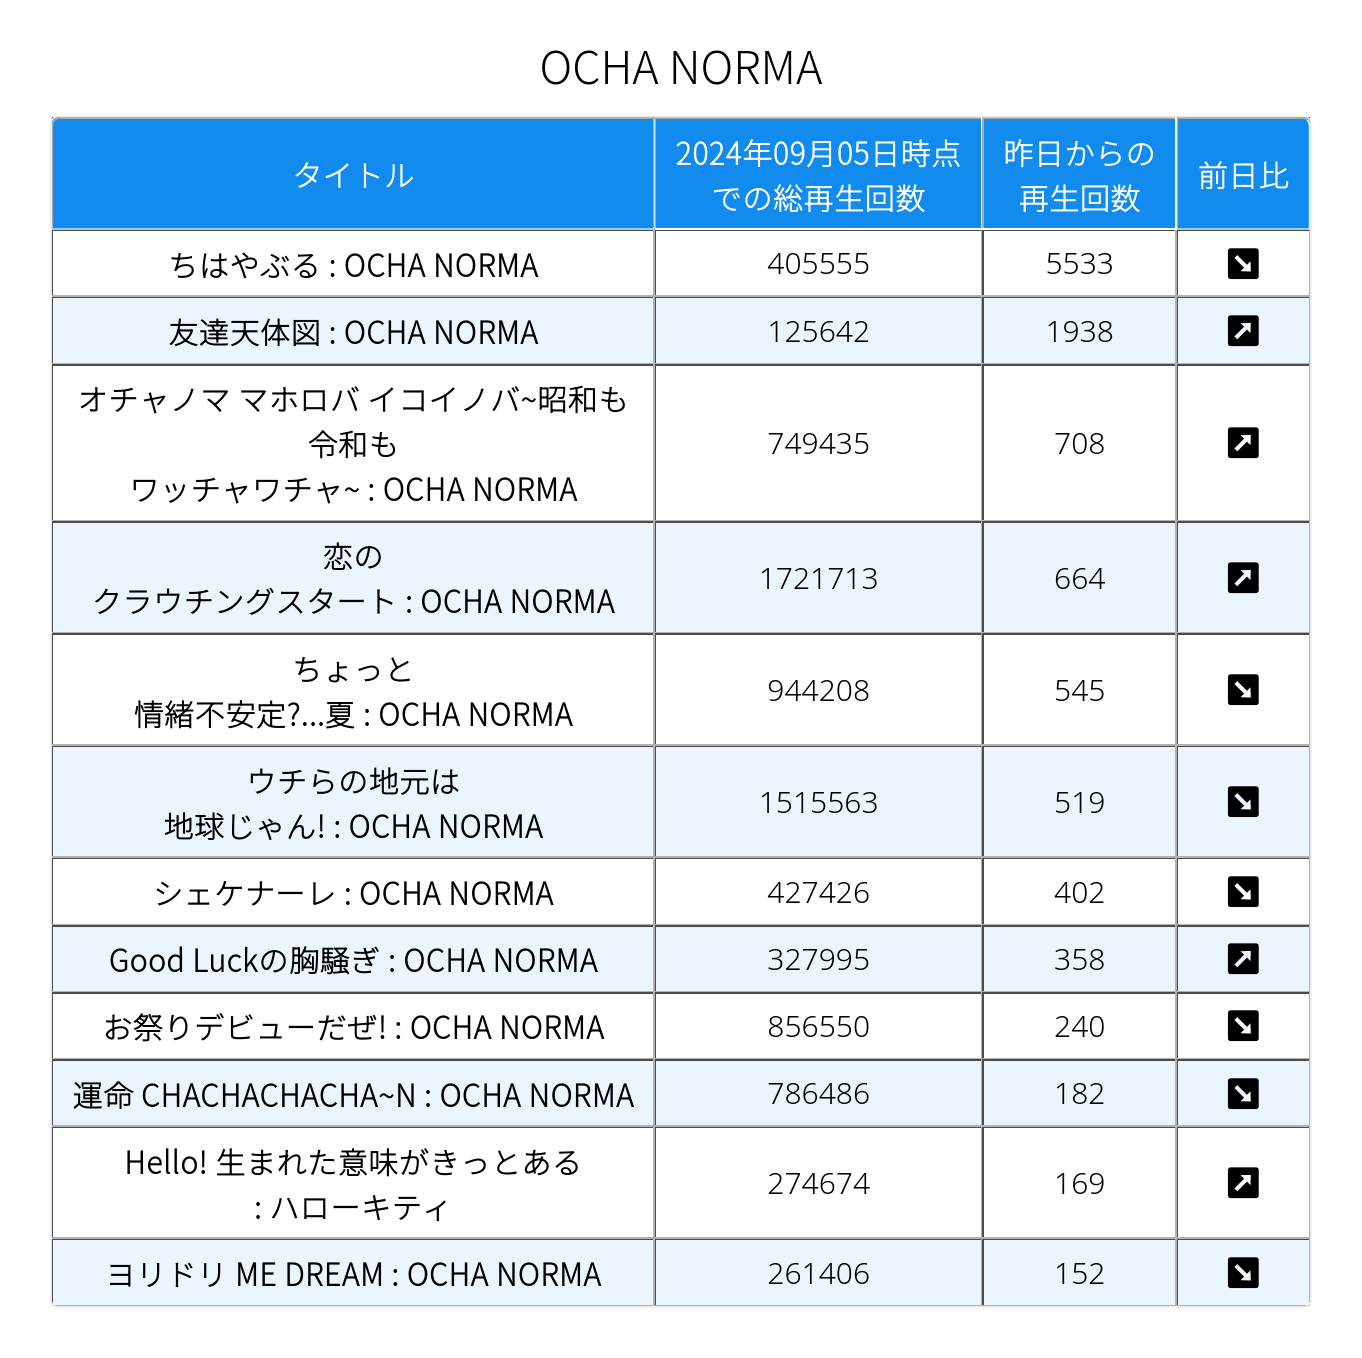 OCHA NORMA
タイトル
2024年09月05日時点
での総再生回数
昨日からの
再生回数
前日比
ちはやぶる : OCHA NORMA
405555
5533
友達天体図 : OCHA NORMA
125642
1938
オチャノマ マホロバ イコイノバ~昭和も
令和も
ワッチャワチャ~ : OCHA NORMA
749435
708
恋の
クラウチングスタート : OCHA NORMA
1721713
664
ちょっと
情緒不安定?...夏 : OCHA NORMA
944208
545
ウチらの地元は
地球じゃん! : OCHA NORMA
1515563
519
シェケナーレ : OCHA NORMA
427426
402
Good Luckの胸騒ぎ : OCHA NORMA
327995
358
お祭りデビューだぜ! : OCHA NORMA
856550
240
運命 CHACHACHACHA~N : OCHA NORMA
786486
182
Hello! 生まれた意味がきっとある
: ハローキティ
274674
169
ヨリドリ ME DREAM : OCHA NORMA
261406
152